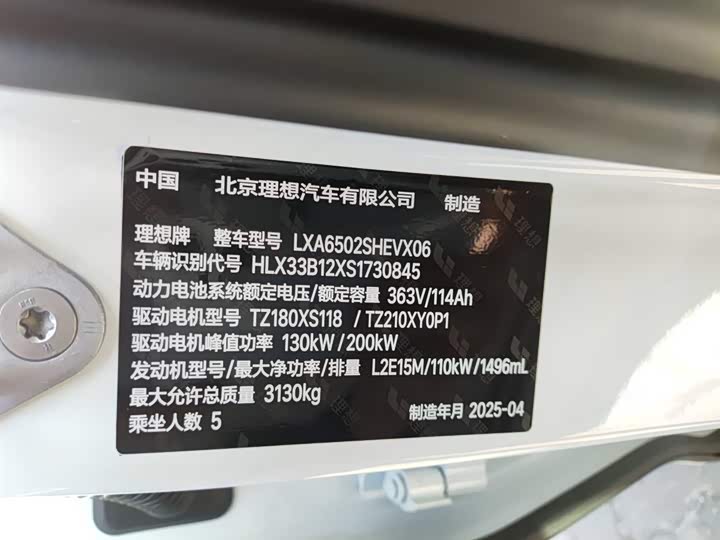 中国 北京理想汽车有限公司 制造
理想牌 整车型号 LXA6502SHEVX06
车辆识别代号 HLX33B12XS1730845
动力电池系统额定电压/额定容量 363V/114Ah
驱动电机型号 TZ180XS118 /TZ210XY0P1
驱动电机峰值功率 130kW/200kW
发动机型号/最大净功率/排量 L2E15M/110kW/1496mL
最大允许总质量 3130kg
乘坐人数 5 制造年月 2025-04